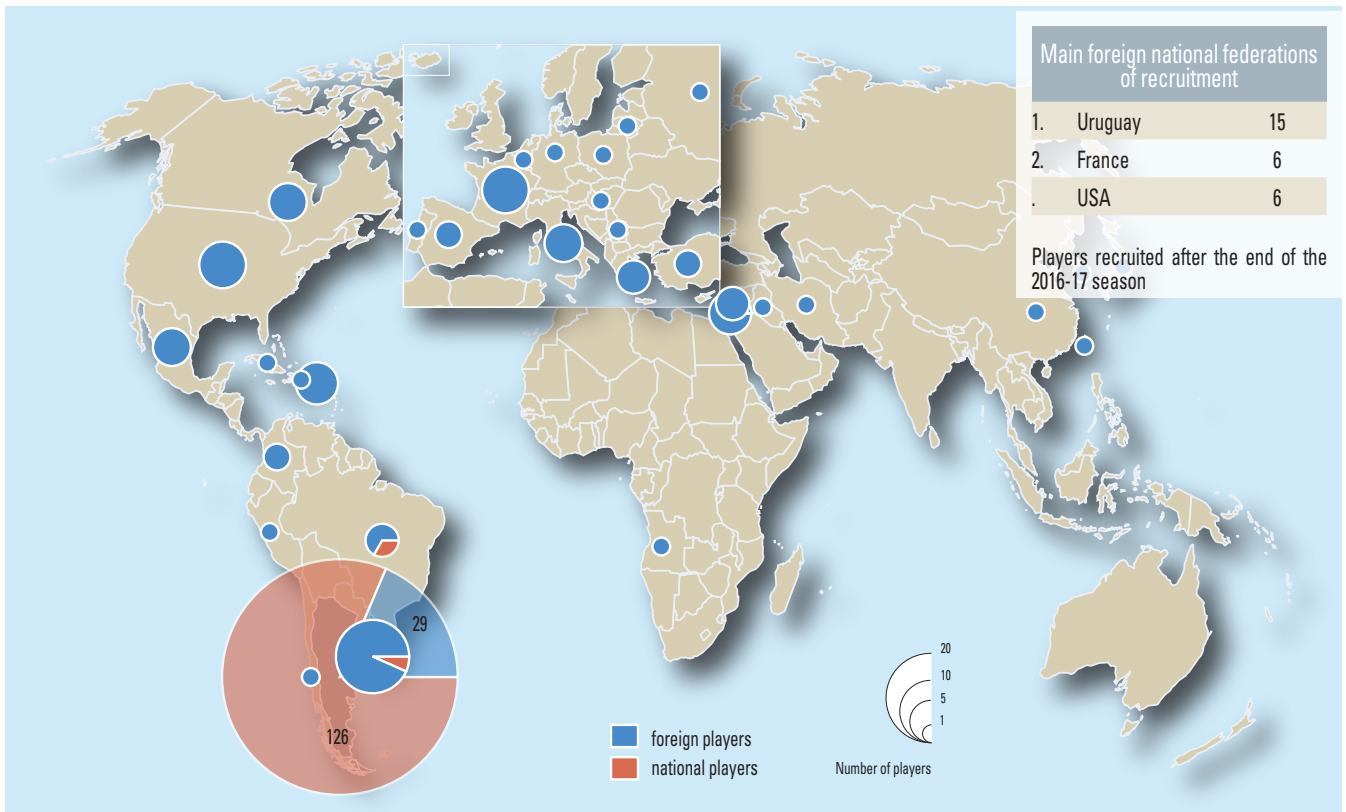 Main foreign national federations
of recruitment
1. Uruguay 15
2. France 6
. USA 6
Players recruited after the end of the
2016-17 season
29
126
foreign players
national players
20
10
5
1
Number of players